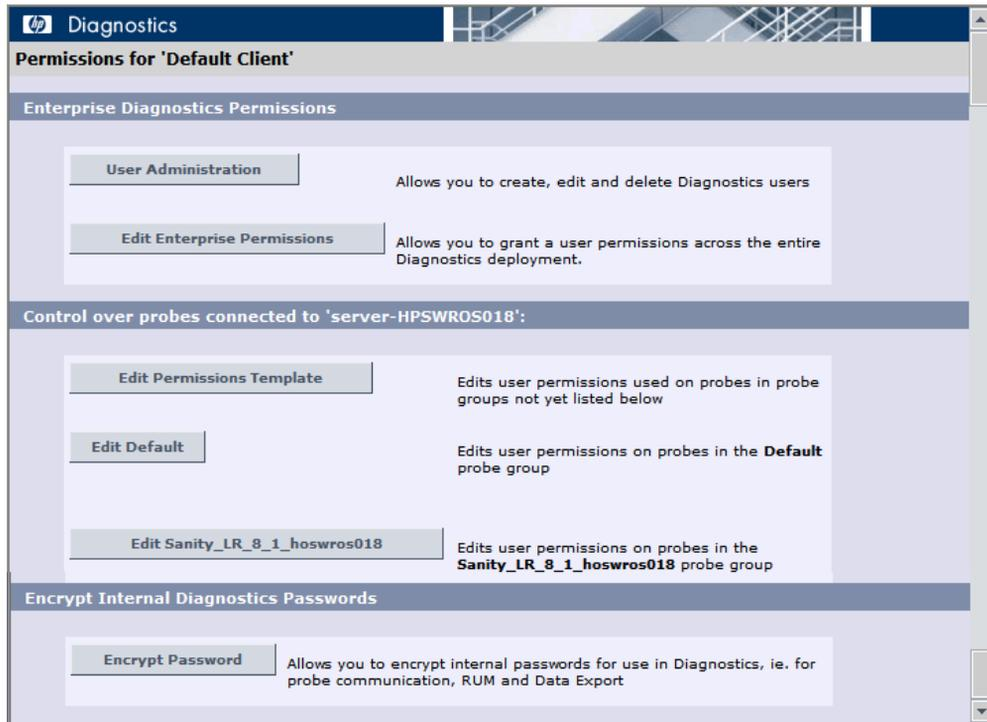 hp Diagnostics
Permissions for 'Default Client'
Enterprise Diagnostics Permissions
User Administration
Allows you to create, edit and delete Diagnostics users
Edit Enterprise Permissions
Allows you to grant a user permissions across the entire
Diagnostics deployment.
Control over probes connected to 'server-HPSWROS018':
Edit Permissions Template
Edits user permissions used on probes in probe
groups not yet listed below
Edit Default
Edits user permissions on probes in the Default
probe group
Edit Sanity_LR_8_1_hoswros018
Edits user permissions on probes in the
Sanity_LR_8_1_hoswros018 probe group
Encrypt Internal Diagnostics Passwords
Encrypt Password
Allows you to encrypt internal passwords for use in Diagnostics, ie. for
probe communication, RUM and Data Export